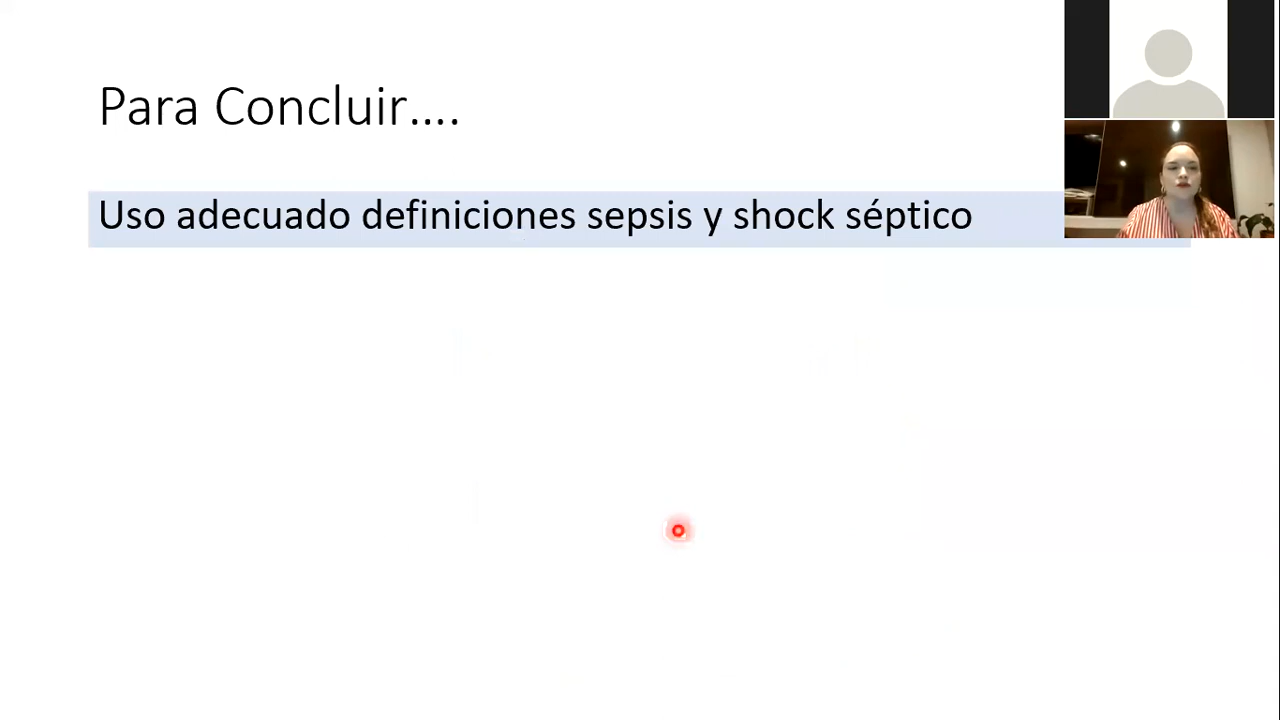 Para Concluir....
Uso adecuado definiciones sepsis y shock séptico